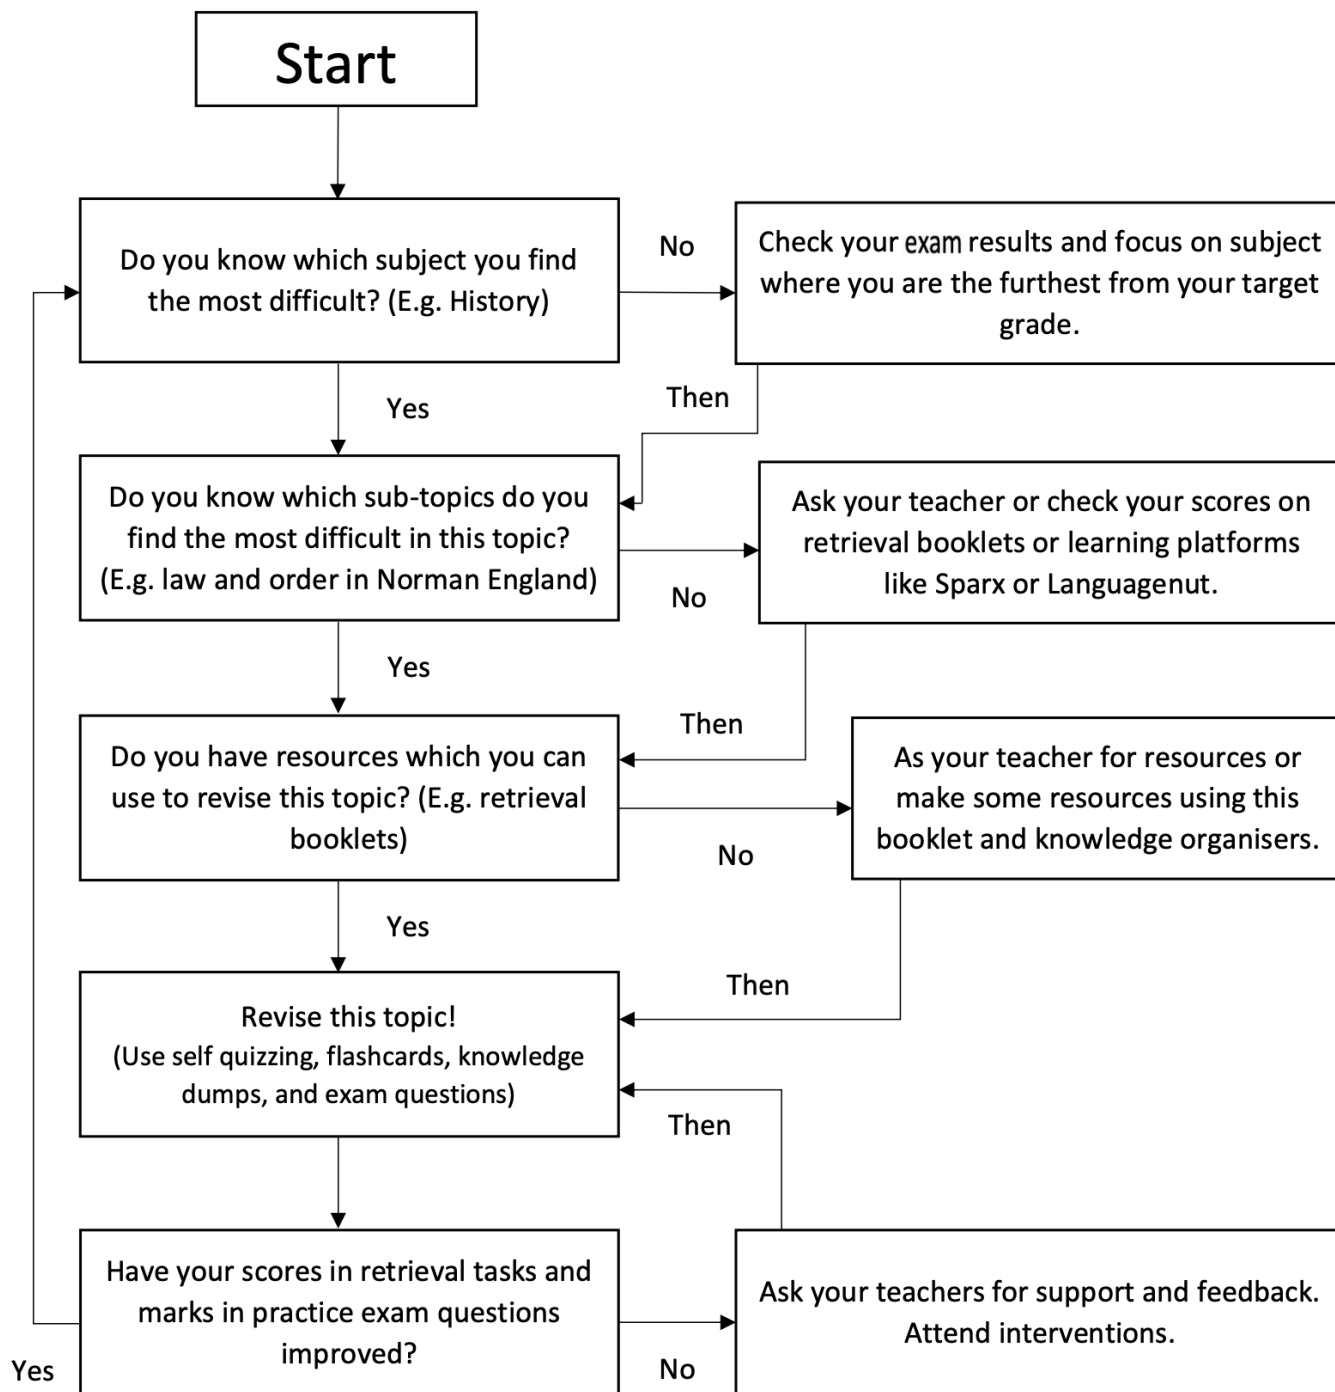 Start
Do you know which subject you find
the most difficult? (E.g. History)
No
Check your exam results and focus on subject
where you are the furthest from your target
grade.
Yes
Then
Do you know which sub-topics do you
find the most difficult in this topic?
(E.g. law and order in Norman England)
No
Ask your teacher or check your scores on
retrieval booklets or learning platforms
like Sparx or Languagenut.
Yes
Then
Do you have resources which you can
use to revise this topic? (E.g. retrieval
booklets)
No
As your teacher for resources or
make some resources using this
booklet and knowledge organisers.
Yes
Then
Revise this topic!
(Use self quizzing, flashcards, knowledge
dumps, and exam questions)
Then
Have your scores in retrieval tasks and
marks in practice exam questions
improved?
Yes
No
Ask your teachers for support and feedback.
Attend interventions.